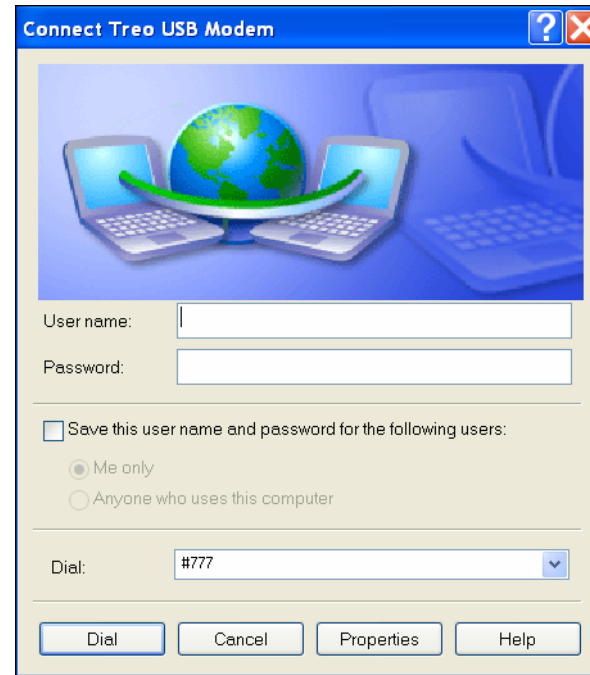 Connect Treo USB Modem
User name:
Password:
Save this user name and password for the following users:
Me only
Anyone who uses this computer
Dial: #777
Dial Cancel Properties Help